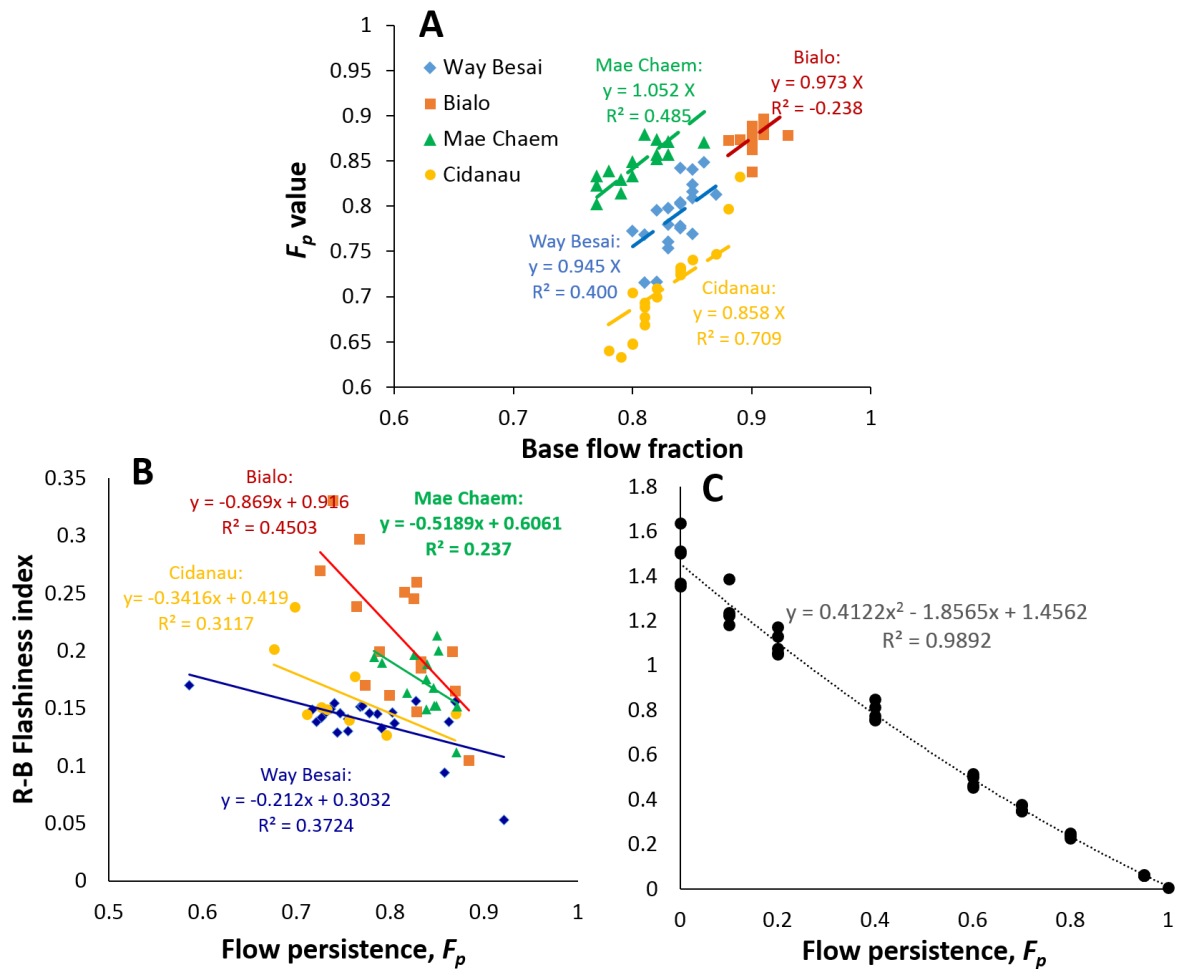 A
Way Besai
Bialo
Mae Chaem
Cidanau
Mae Chaem:
y = 1.052 X
R² = 0.485
Bialo:
y = 0.973 X
R² = -0.238
Way Besai:
y = 0.945 X
R² = 0.400
Cidanau:
y = 0.858 X
R² = 0.709
1
0.95
0.9
0.85
0.8
0.75
0.7
0.65
0.6
Fp value
0.6 0.7 0.8 0.9 1
Base flow fraction
B
Bialo:
y = -0.869x + 0.916
R² = 0.4503
Mae Chaem:
y = -0.5189x + 0.6061
R² = 0.237
Cidanau:
y= -0.3416x + 0.419
R² = 0.3117
Way Besai:
y = -0.212x + 0.3032
R² = 0.3724
0.35
0.3
0.25
0.2
0.15
0.1
0.05
0
R-B Flashiness index
0.5 0.6 0.7 0.8 0.9 1
Flow persistence, Fp
C
y = 0.4122x² - 1.8565x + 1.4562
R² = 0.9892
1.8
1.6
1.4
1.2
1
0.8
0.6
0.4
0.2
0
0 0.2 0.4 0.6 0.8 1
Flow persistence, Fp